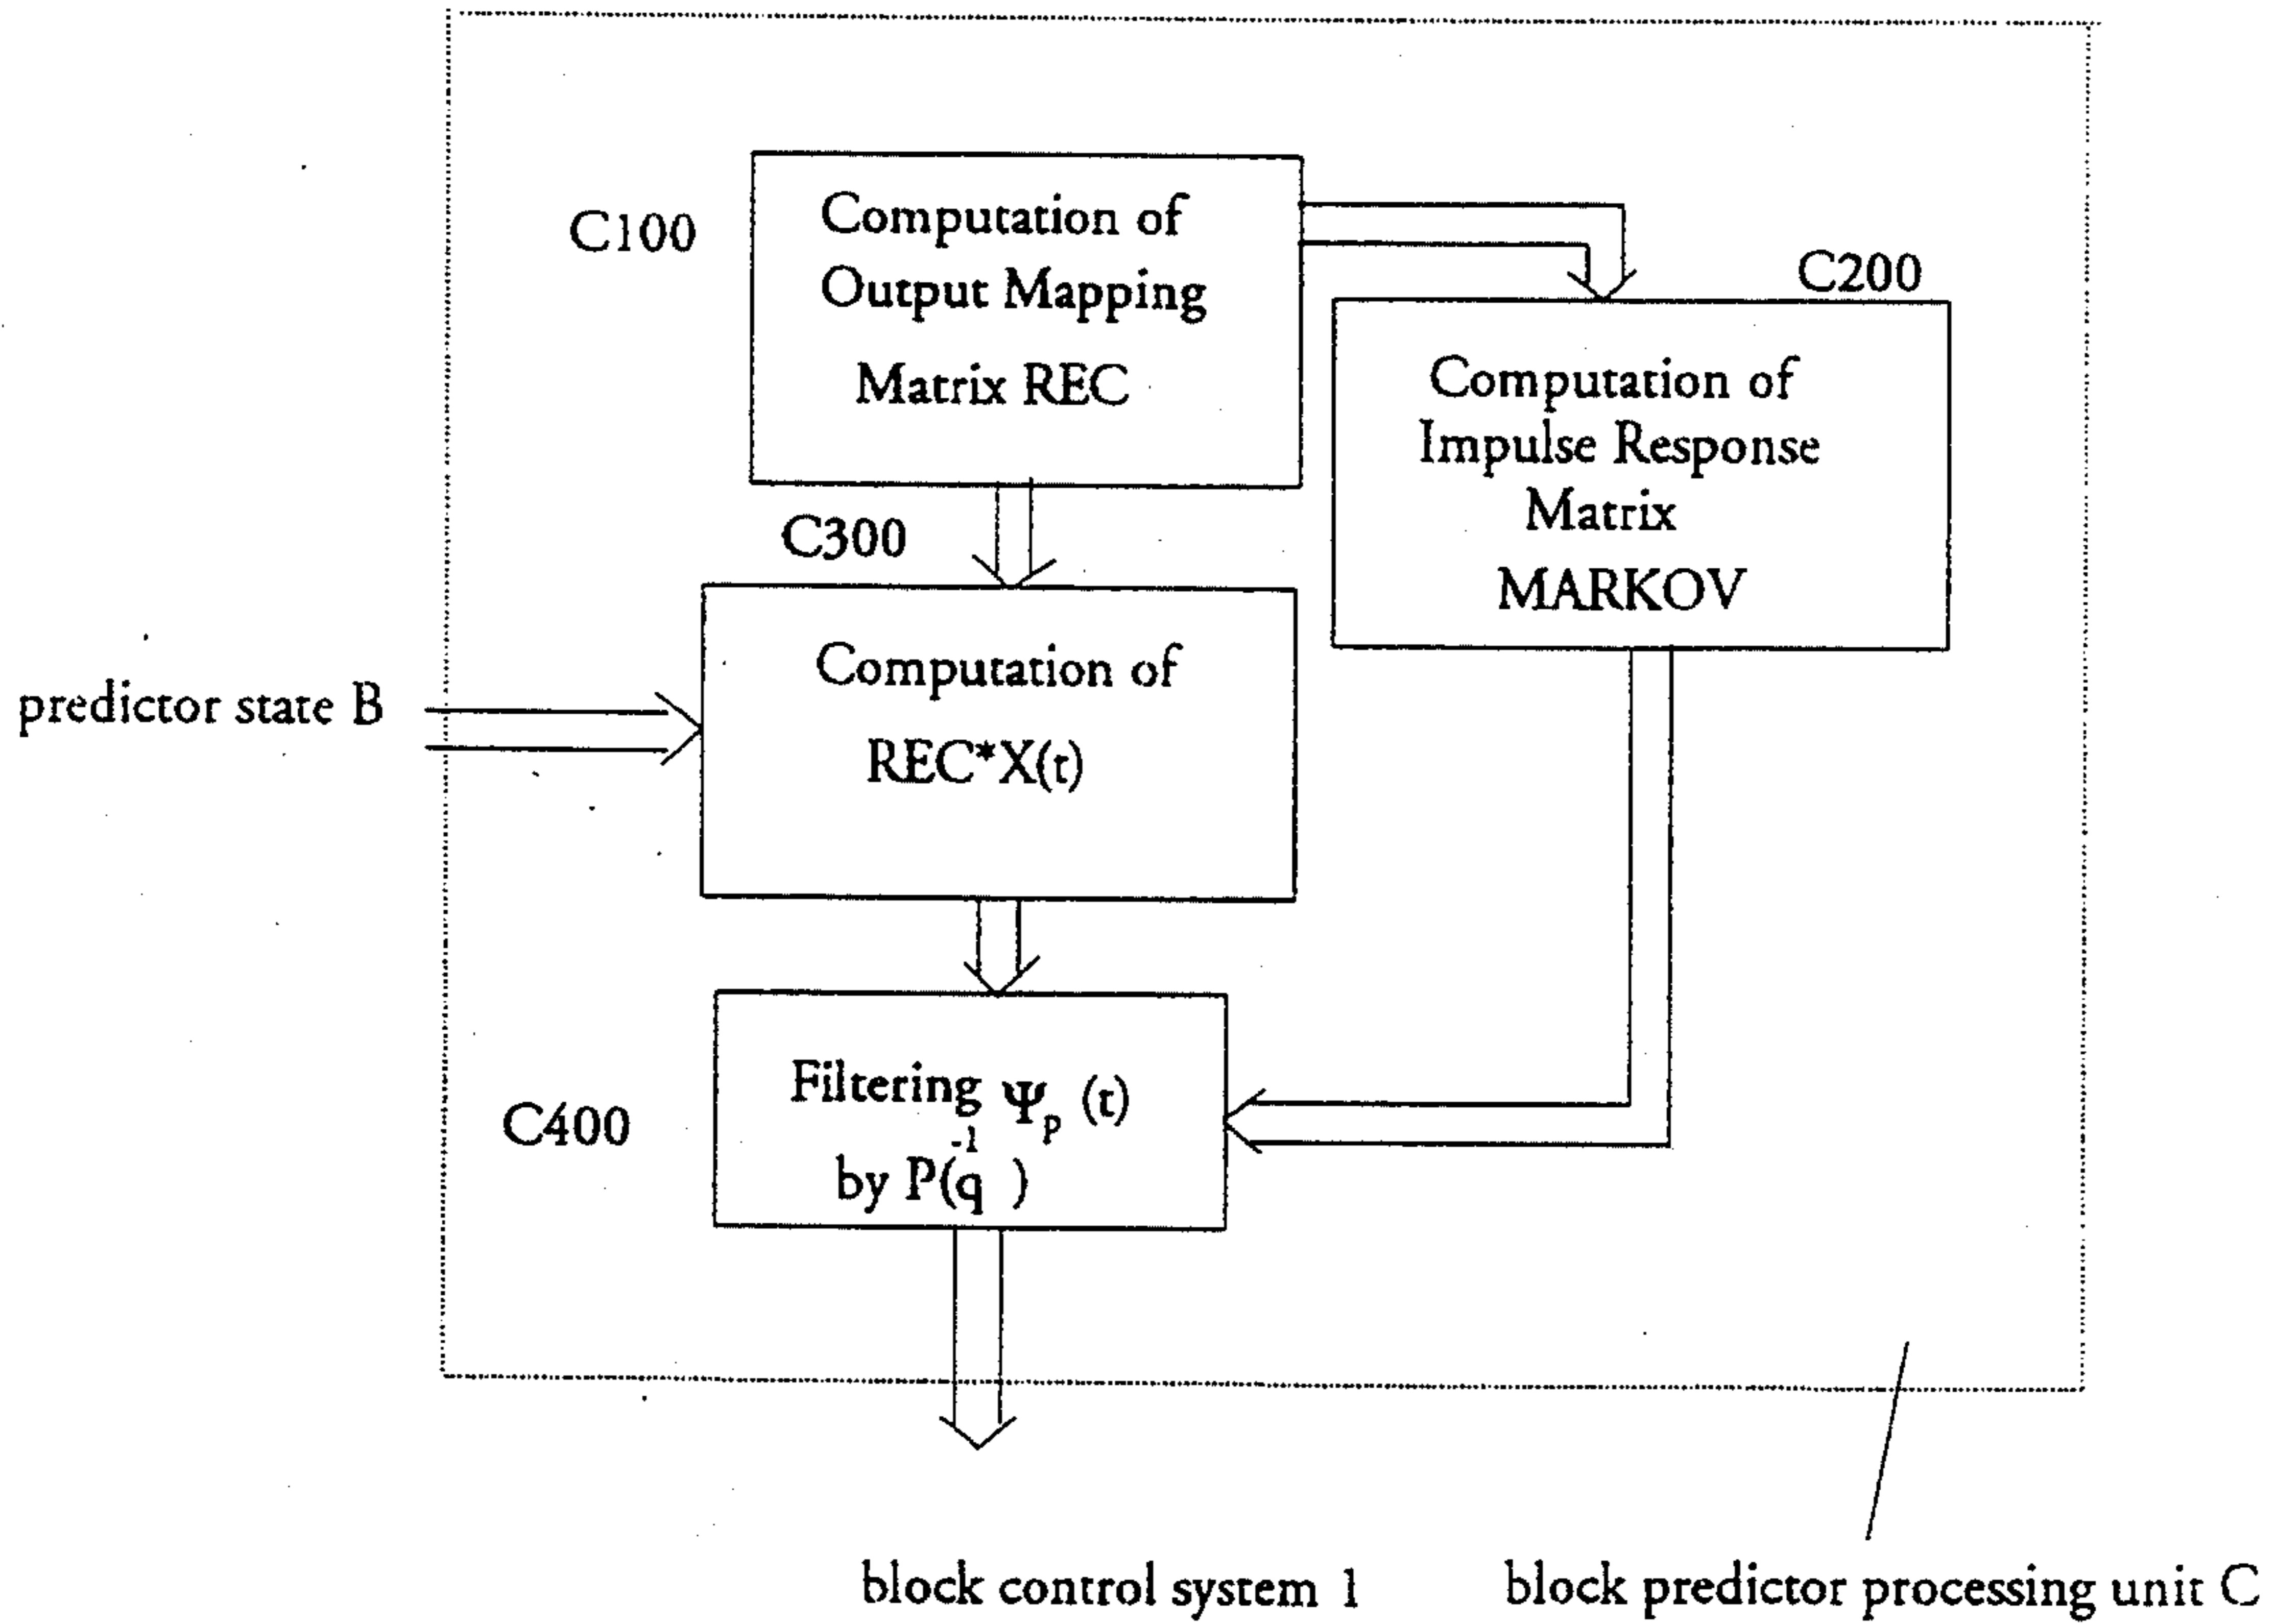 C100
Computation of
Output Mapping
Matrix REC
C200
Computation of
Impulse Response
Matrix
MARKOV
C300
predictor state B
Computation of
REC*X(t)
C400
Filtering Ψp (t)
by P(q⁻¹)
block control system 1
block predictor processing unit C